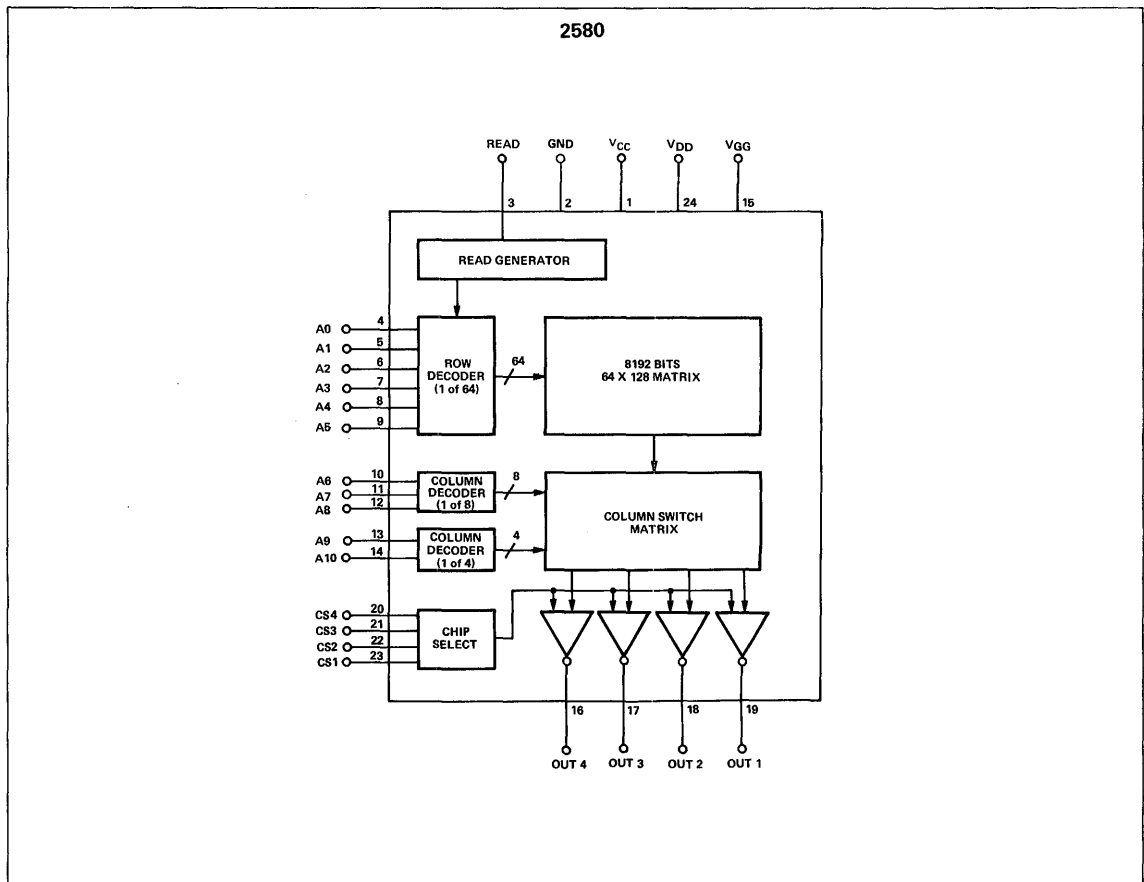 2580
READ GND VCC VDD VGG
3 2 1 24 15
READ GENERATOR
A0 4
A1 5
A2 6
A3 7
A4 8
A5 9
ROW
DECODER
(1 of 64)
64
8192 BITS
64 X 128 MATRIX
A6 10
A7 11
A8 12
COLUMN
DECODER
(1 of 8)
8
A9 13
A10 14
COLUMN
DECODER
(1 of 4)
4
COLUMN SWITCH
MATRIX
CS4 20
CS3 21
CS2 22
CS1 23
CHIP
SELECT
16 17 18 19
OUT 4 OUT 3 OUT 2 OUT 1